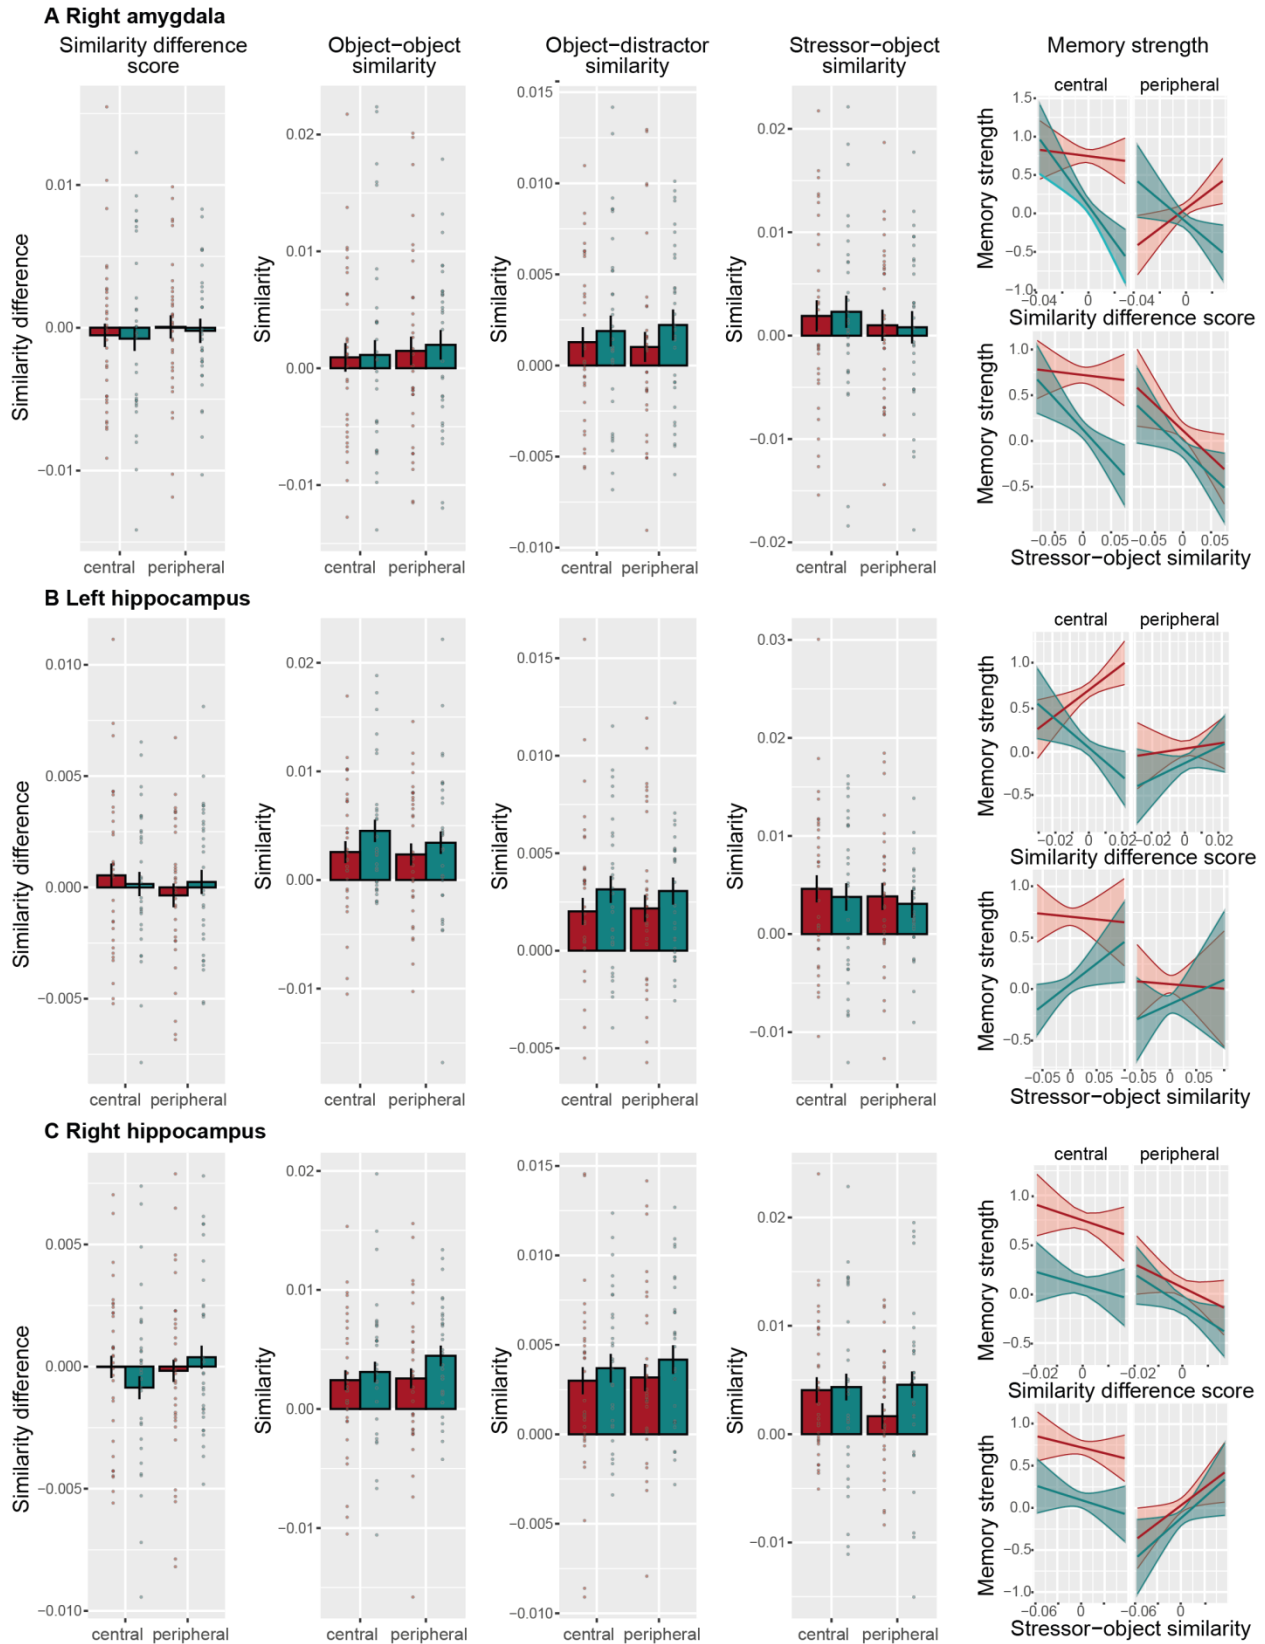 A Right amygdala
Similarity difference
score
Object−object
similarity
Object−distractor
similarity
Stressor−object
similarity
Memory strength
Similarity difference
0.01
0.00
−0.01
central peripheral
Similarity
0.02
0.01
0.00
−0.01
central peripheral
Similarity
0.015
0.010
0.005
0.000
−0.005
−0.010
central peripheral
Similarity
0.02
0.01
0.00
−0.01
−0.02
central peripheral
central peripheral
Memory strength
1.5
1.0
0.5
0.0
−0.5
−1.0
−0.04 0 −0.04 0
Similarity difference score
Memory strength
1.0
0.5
0.0
−0.5
−0.05 0 0.05 −0.05 0 0.05
Stressor−object similarity
B Left hippocampus
Similarity difference
0.010
0.005
0.000
−0.005
central peripheral
Similarity
0.02
0.01
0.00
−0.01
central peripheral
Similarity
0.015
0.010
0.005
0.000
−0.005
central peripheral
Similarity
0.03
0.02
0.01
0.00
−0.01
central peripheral
central peripheral
Memory strength
1.0
0.5
0.0
−0.5
−0.02 0 0.02 −0.02 0 0.02
Similarity difference score
Memory strength
1.0
0.5
0.0
−0.5
−0.05 0 0.05 −0.05 0 0.05
Stressor−object similarity
C Right hippocampus
Similarity difference
0.005
0.000
−0.005
−0.010
central peripheral
Similarity
0.02
0.01
0.00
−0.01
central peripheral
Similarity
0.015
0.010
0.005
0.000
−0.005
−0.010
central peripheral
Similarity
0.02
0.01
0.00
−0.01
central peripheral
central peripheral
Memory strength
1.0
0.5
0.0
−0.5
−0.02 0 −0.02 0
Similarity difference score
Memory strength
1.0
0.5
0.0
−0.5
−1.0
−0.06 0 −0.06 0
Stressor−object similarity